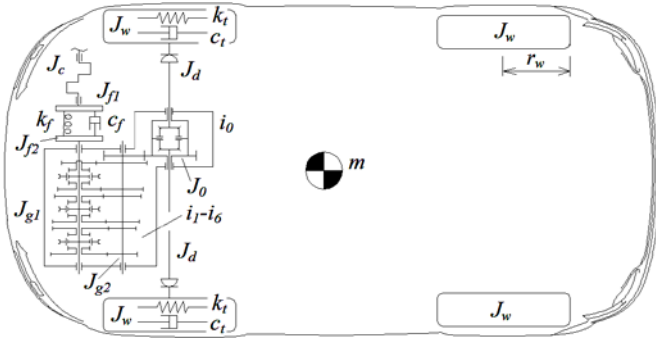 J_w k_t J_w
c_t
J_c J_d r_w
J_f1
k_f c_f i_0
J_f2
J_0 m
J_g1 i_1-i_6
J_d
J_g2
J_w k_t J_w
c_t